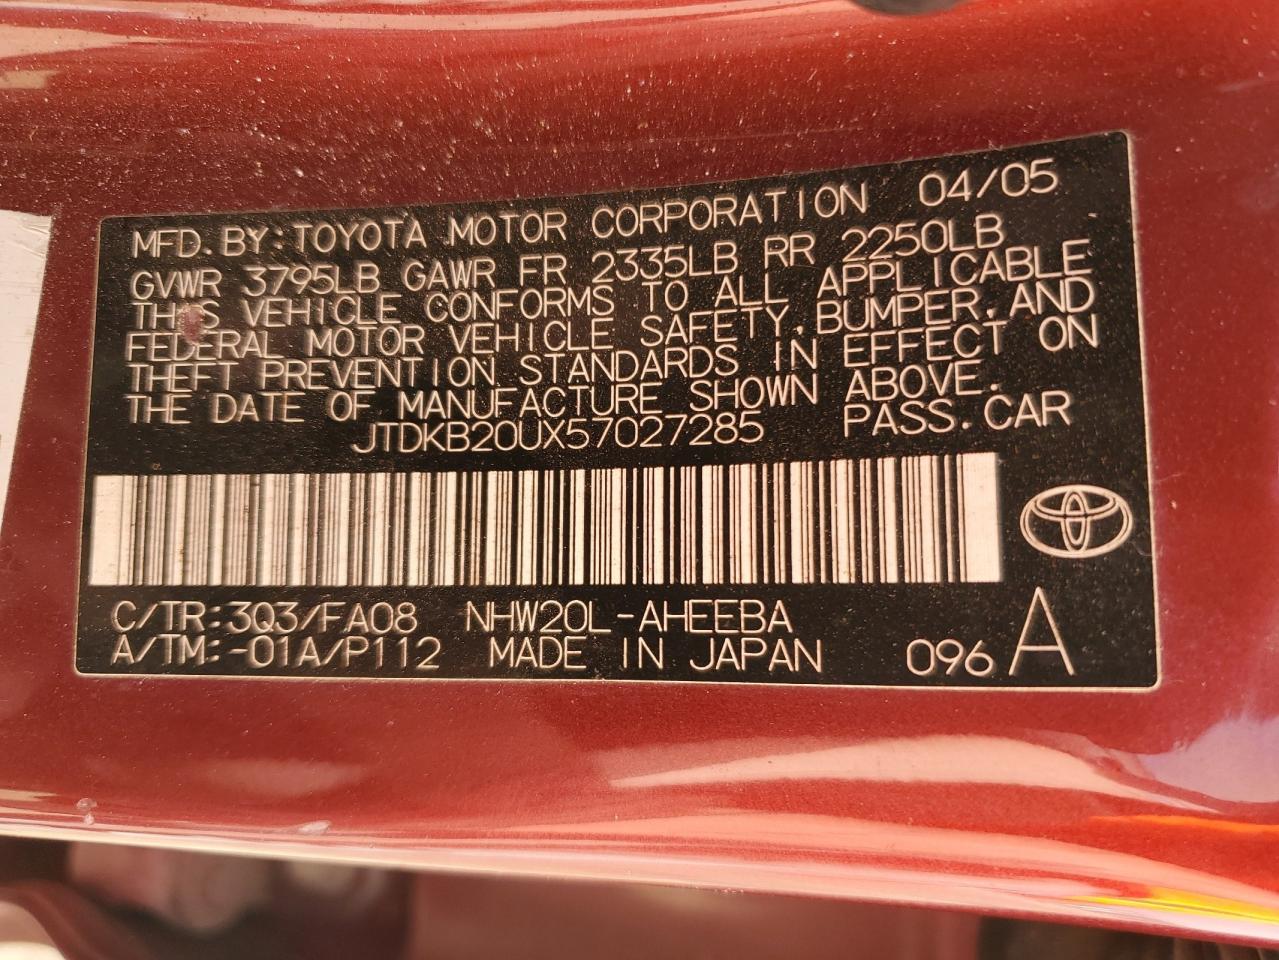 MFD. BY: TOYOTA MOTOR CORPORATION 04/05
GVWR 3795LB GAWR FR 2335LB RR 2250LB
THIS VEHICLE CONFORMS TO ALL APPLICABLE
FEDERAL MOTOR VEHICLE SAFETY, BUMPER, AND
THEFT PREVENTION STANDARDS IN EFFECT ON
THE DATE OF MANUFACTURE SHOWN ABOVE.
JTDKB20UX57027285 PASS. CAR
C/TR: 3Q3/FA08 NHW20L-AHEEBA
A/TM: -01A/P112 MADE IN JAPAN 096 A